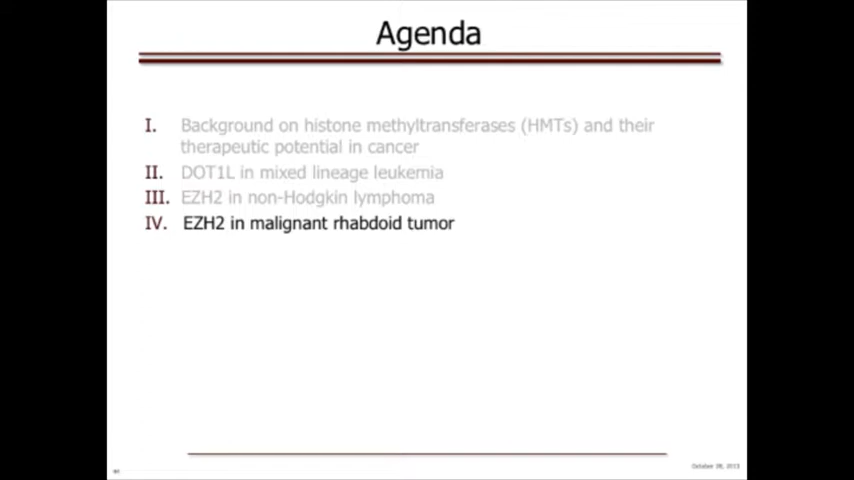 Agenda
I. Background on histone methyltransferases (HMTs) and their
therapeutic potential in cancer
II. DOT1L in mixed lineage leukemia
III. EZH2 in non-Hodgkin lymphoma
IV. EZH2 in malignant rhabdoid tumor